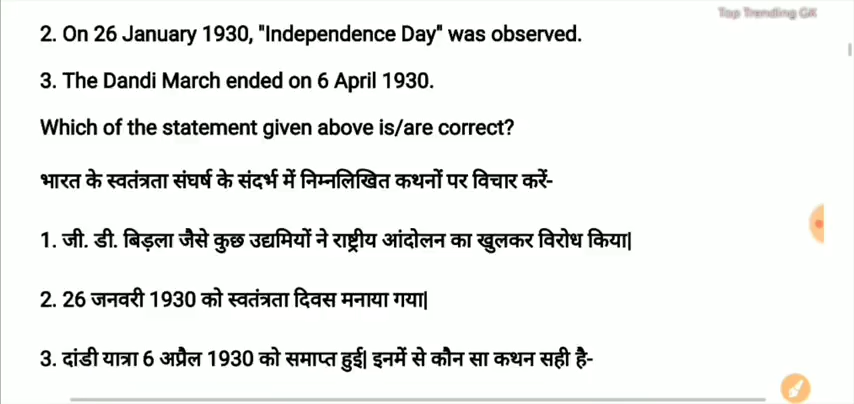 Top Trending GK
2. On 26 January 1930, "Independence Day" was observed.
3. The Dandi March ended on 6 April 1930.
Which of the statement given above is/are correct?
भारत के स्वतंत्रता संघर्ष के संदर्भ में निम्नलिखित कथनों पर विचार करें-
1. जी. डी. बिड़ला जैसे कुछ उद्यमियों ने राष्ट्रीय आंदोलन का खुलकर विरोध किया|
2. 26 जनवरी 1930 को स्वतंत्रता दिवस मनाया गया|
3. दांडी यात्रा 6 अप्रैल 1930 को समाप्त हुई| इनमें से कौन सा कथन सही है-